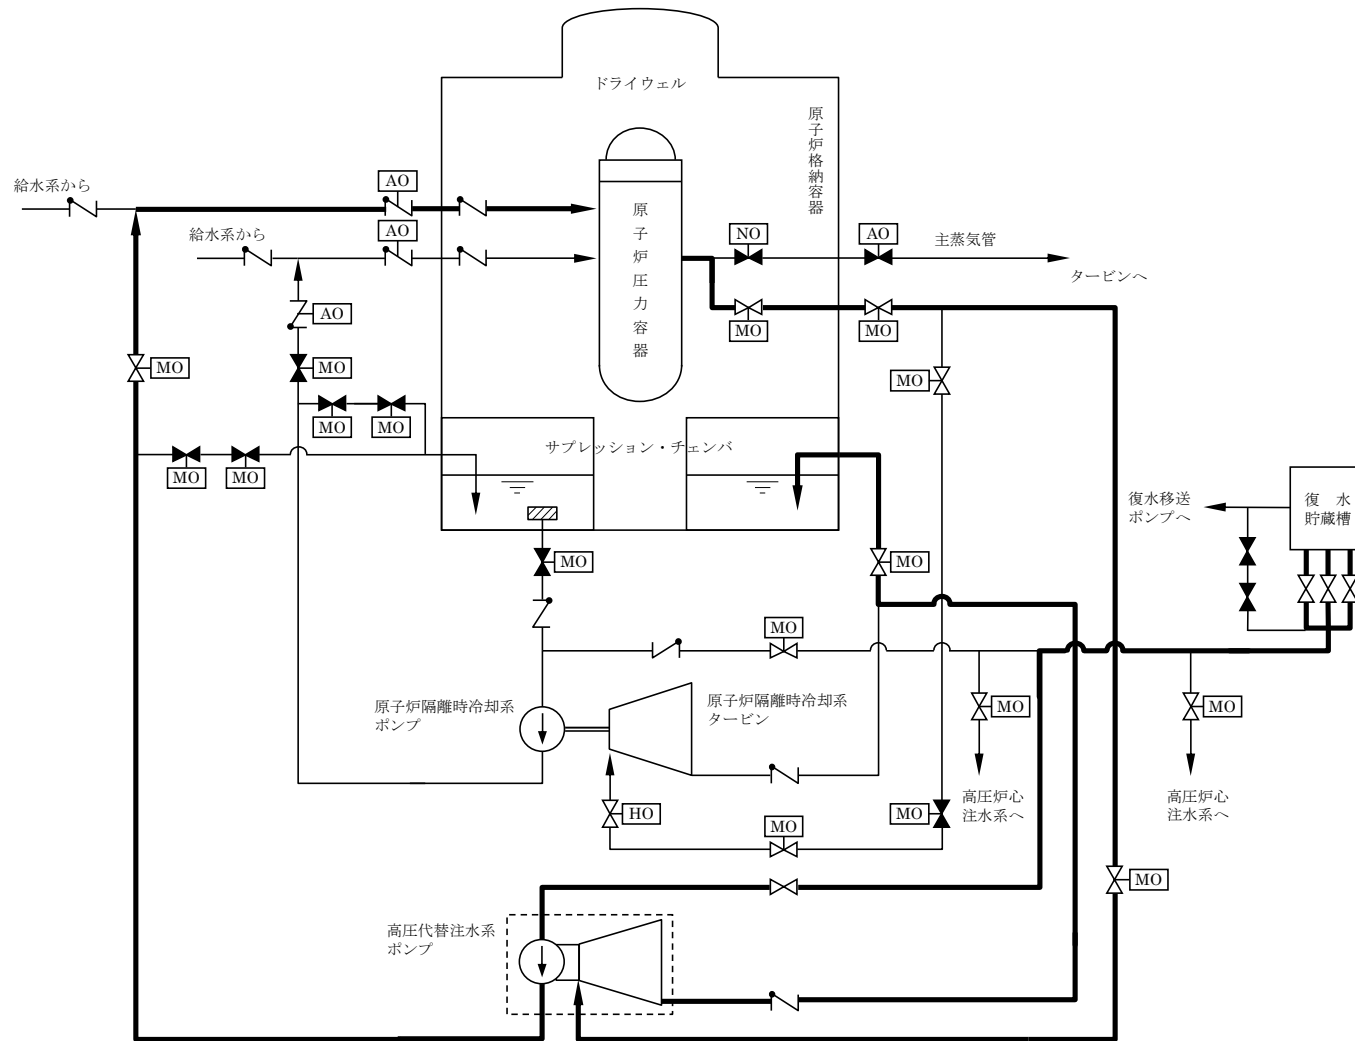 ドライウェル
原子炉格納容器
給水系から
AO
原子炉圧力容器
給水系から
AO
NO
AO
主蒸気管
タービンへ
AO
MO
MO
MO
MO
MO
MO
MO
MO
サプレッション・チェンバ
MO
MO
復水移送
ポンプへ
復 水
貯蔵槽
MO
MO
MO
原子炉隔離時冷却系
ポンプ
原子炉隔離時冷却系
タービン
MO
MO
高圧炉心
注水系へ
高圧炉心
注水系へ
HO
MO
MO
MO
高圧代替注水系
ポンプ